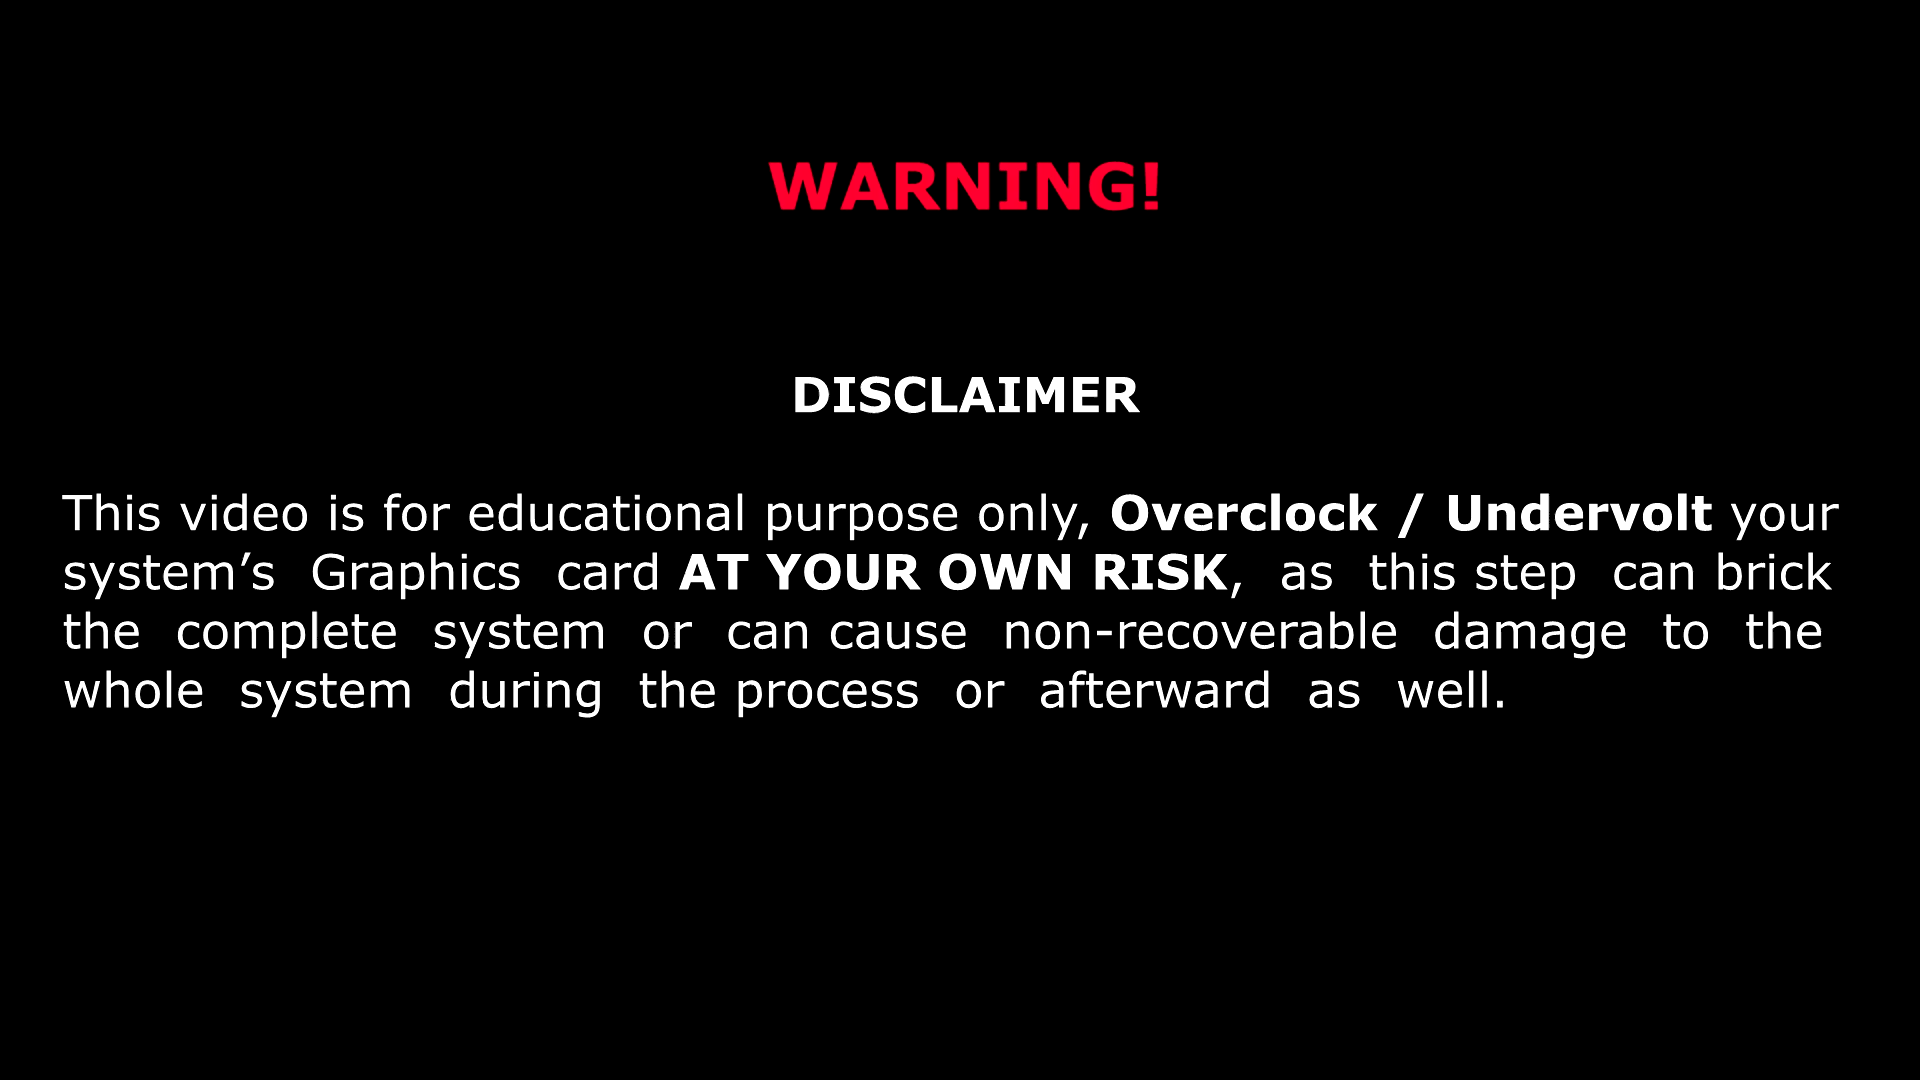 WARNING!
DISCLAIMER
This video is for educational purpose only, Overclock / Undervolt your
system’s Graphics card AT YOUR OWN RISK, as this step can brick
the complete system or can cause non-recoverable damage to the
whole system during the process or afterward as well.